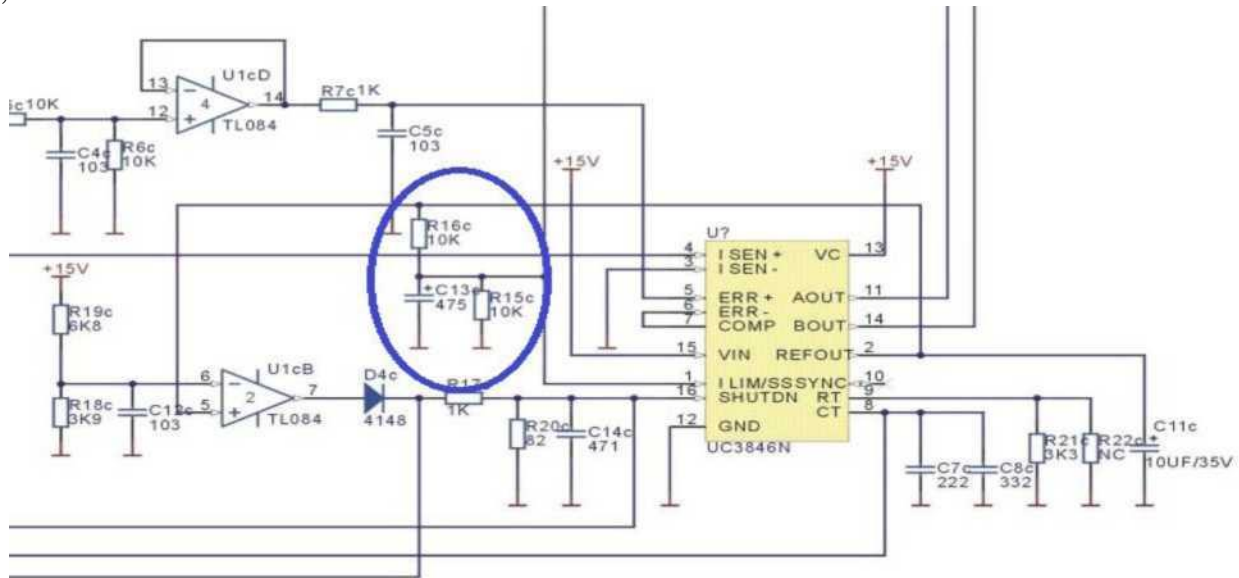 )
U1cD
13
4
14
12
TL084
10K
R7c1K
C5c
103
C4c
103
R6c
10K
+15V
+15V
R16c
10K
U?
4 I SEN+ VC 13
3 I SEN-
+15V
C13
475
R15c
10K
5 ERR+ AOUT 11
6 ERR-
7 COMP BOUT 14
R19c
6K8
15 VIN REFOUT 2
U1cB
6
2
7
5
TL084
D4c
4148
R17
1K
1 I LIM/SS SYNC 10
16 SHUTDN RT 9
CT 8
12 GND
UC3846N
R18c
3K9
C12c
103
R20c
82
C14c
471
C7c
222
C8c
332
R21c
3K3
R22c
NC
C11c
10UF/35V